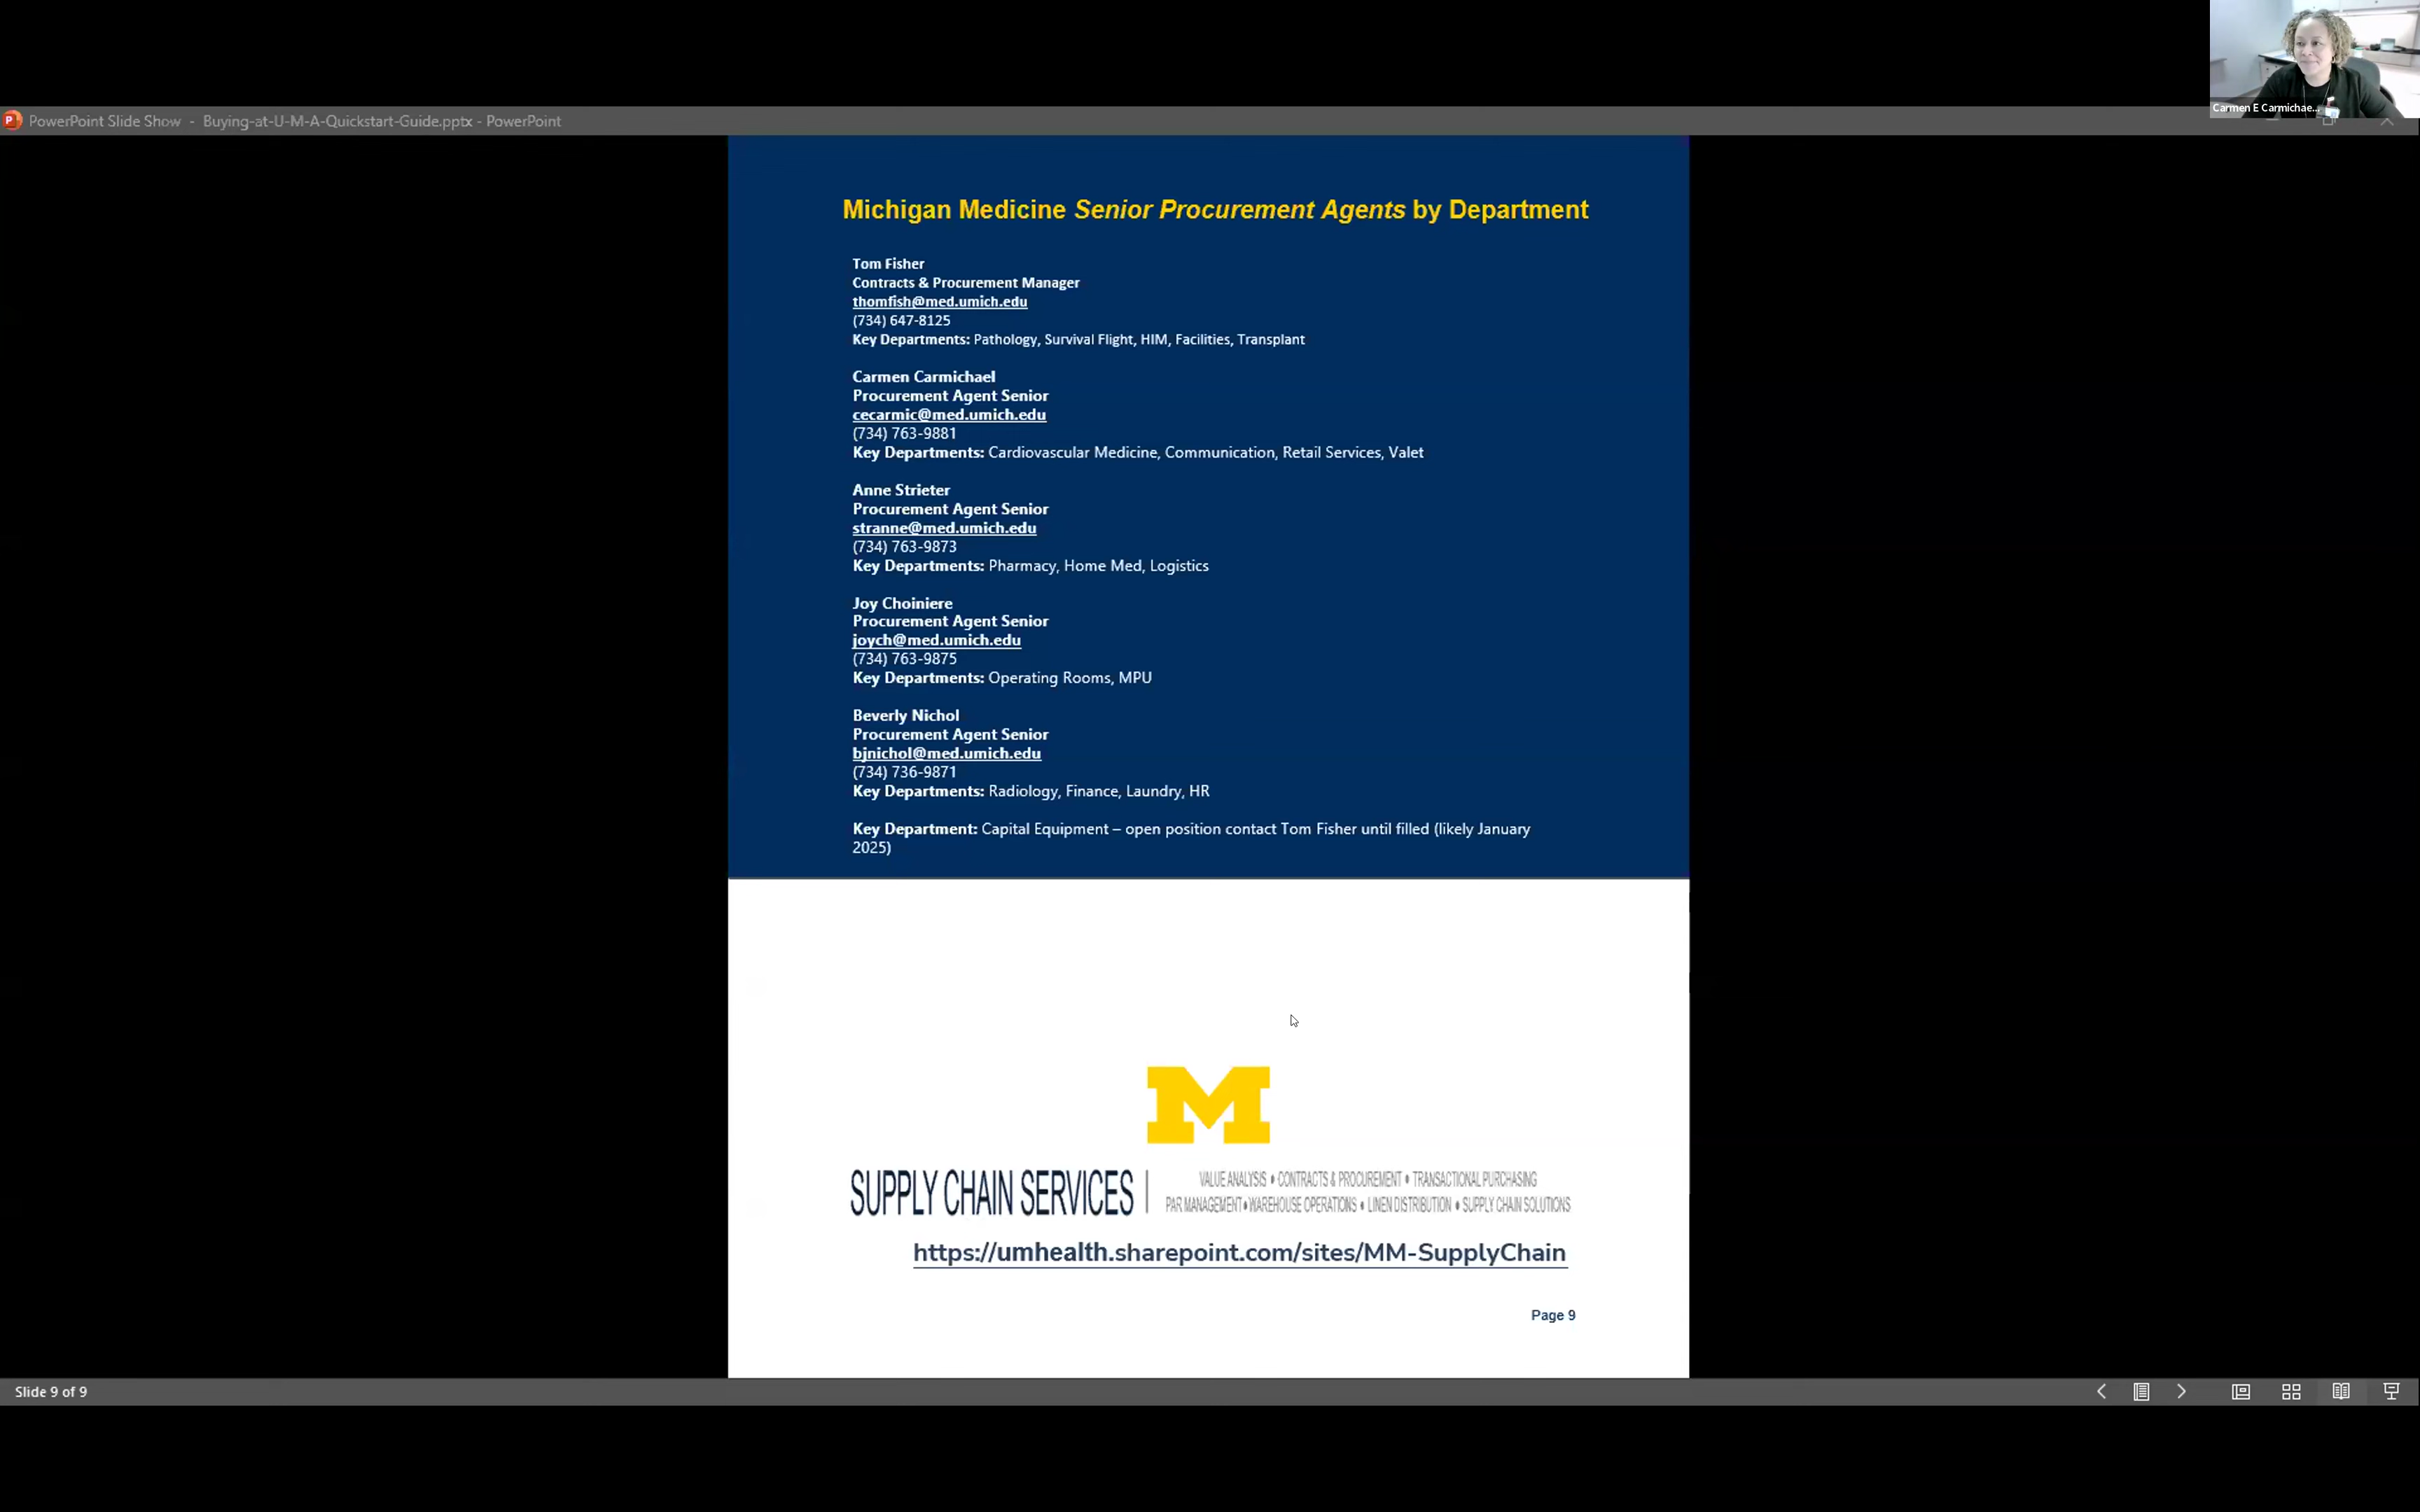 Carmen E Carmichae...
PowerPoint Slide Show - Buying-at-U-M-A-Quickstart-Guide.pptx - PowerPoint
Michigan Medicine Senior Procurement Agents by Department
Tom Fisher
Contracts & Procurement Manager
thomfish@med.umich.edu
(734) 647-8125
Key Departments: Pathology, Survival Flight, HIM, Facilities, Transplant
Carmen Carmichael
Procurement Agent Senior
cecarmic@med.umich.edu
(734) 763-9881
Key Departments: Cardiovascular Medicine, Communication, Retail Services, Valet
Anne Strieter
Procurement Agent Senior
stranne@med.umich.edu
(734) 763-9873
Key Departments: Pharmacy, Home Med, Logistics
Joy Choiniere
Procurement Agent Senior
joych@med.umich.edu
(734) 763-9875
Key Departments: Operating Rooms, MPU
Beverly Nichol
Procurement Agent Senior
bjnichol@med.umich.edu
(734) 736-9871
Key Departments: Radiology, Finance, Laundry, HR
Key Department: Capital Equipment – open position contact Tom Fisher until filled (likely January
2025)
M
SUPPLY CHAIN SERVICES
VALUE ANALYSIS • CONTRACTS & PROCUREMENT • TRANSACTIONAL PURCHASING
PAR MANAGEMENT • WAREHOUSE OPERATIONS • LINEN DISTRIBUTION • SUPPLY CHAIN SOLUTIONS
https://umhealth.sharepoint.com/sites/MM-SupplyChain
Page 9
Slide 9 of 9